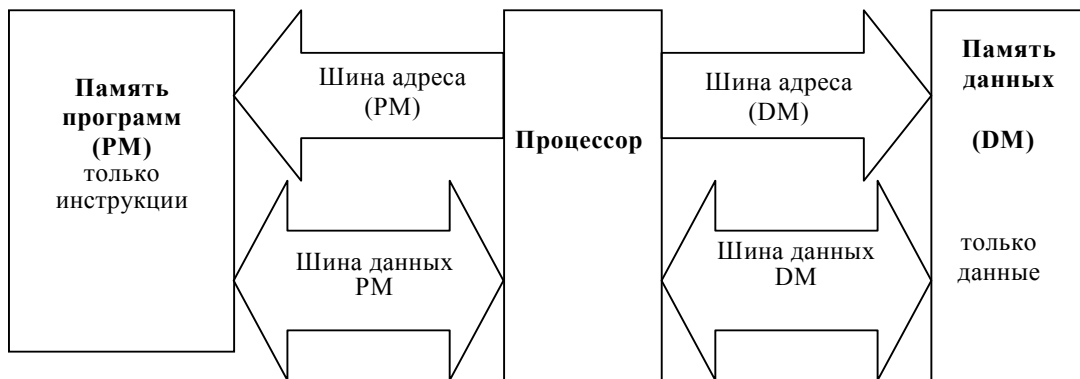 Память
программ
(PM)
только
инструкции
Шина адреса
(PM)
Шина данных
PM
Процессор
Шина адреса
(DM)
Шина данных
DM
Память
данных
(DM)
только
данные